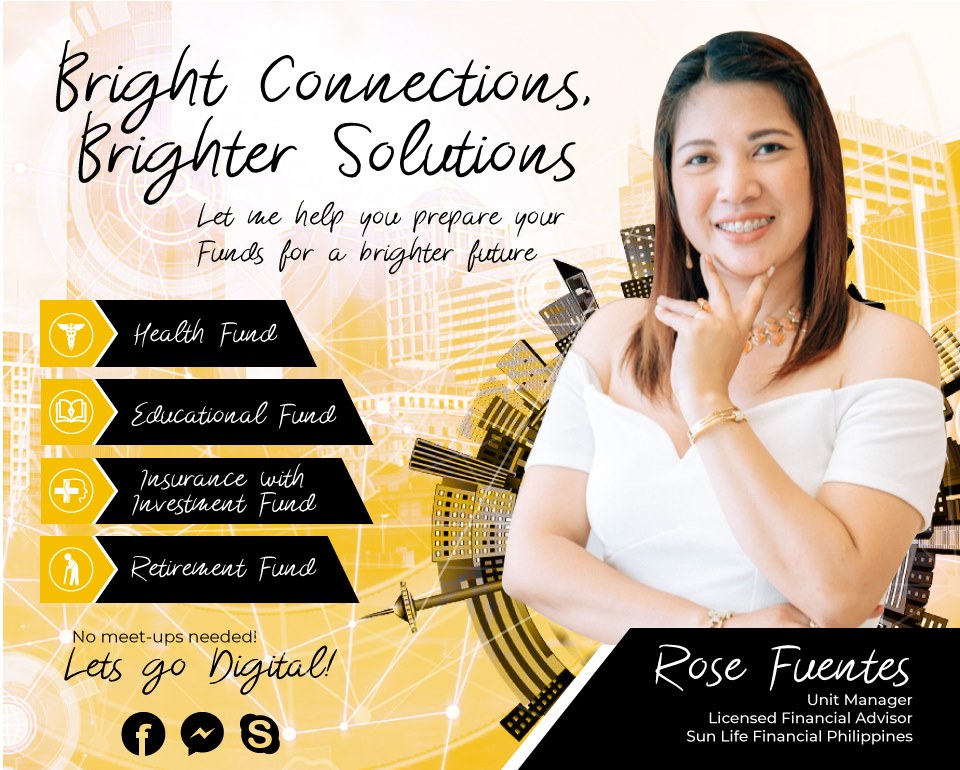 Bright Connections,
Brighter Solutions
Let me help you prepare your
Funds for a brighter future
Health Fund
Educational Fund
Insurance with
Investment Fund
Retirement Fund
No meet-ups needed!
Lets go Digital!
Rose Fuentes
Unit Manager
Licensed Financial Advisor
Sun Life Financial Philippines